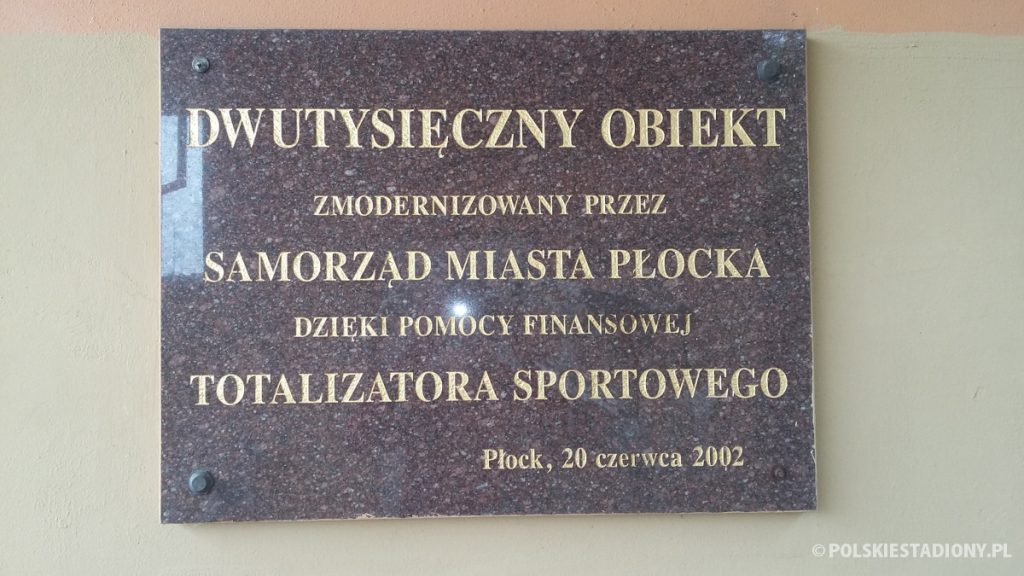 DWUTYSIĘCZNY OBIEKT
ZMODERNIZOWANY PRZEZ
SAMORZĄD MIASTA PŁOCKA
DZIĘKI POMOCY FINANSOWEJ
TOTALIZATORA SPORTOWEGO
Płock, 20 czerwca 2002
© POLSKIESTADIONY.PL